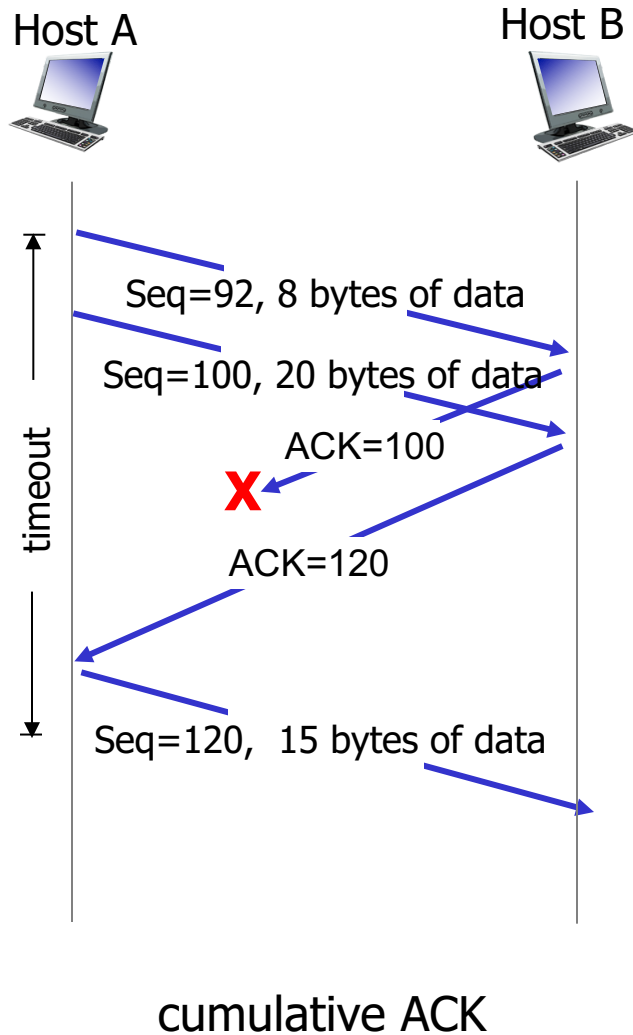 Host A
Host B
Seq=92, 8 bytes of data
Seq=100, 20 bytes of data
timeout
ACK=100
X
ACK=120
Seq=120, 15 bytes of data
cumulative ACK